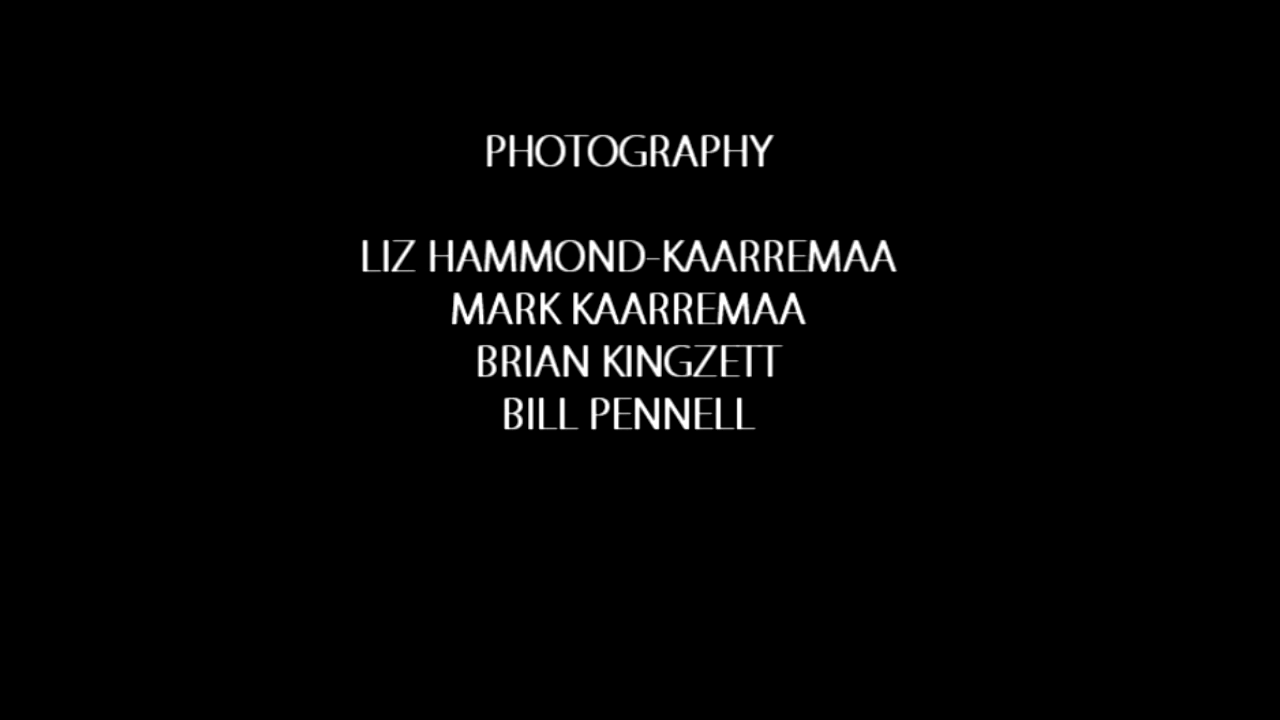 PHOTOGRAPHY
LIZ HAMMOND-KAARREMAA
MARK KAARREMAA
BRIAN KINGZETT
BILL PENNELL